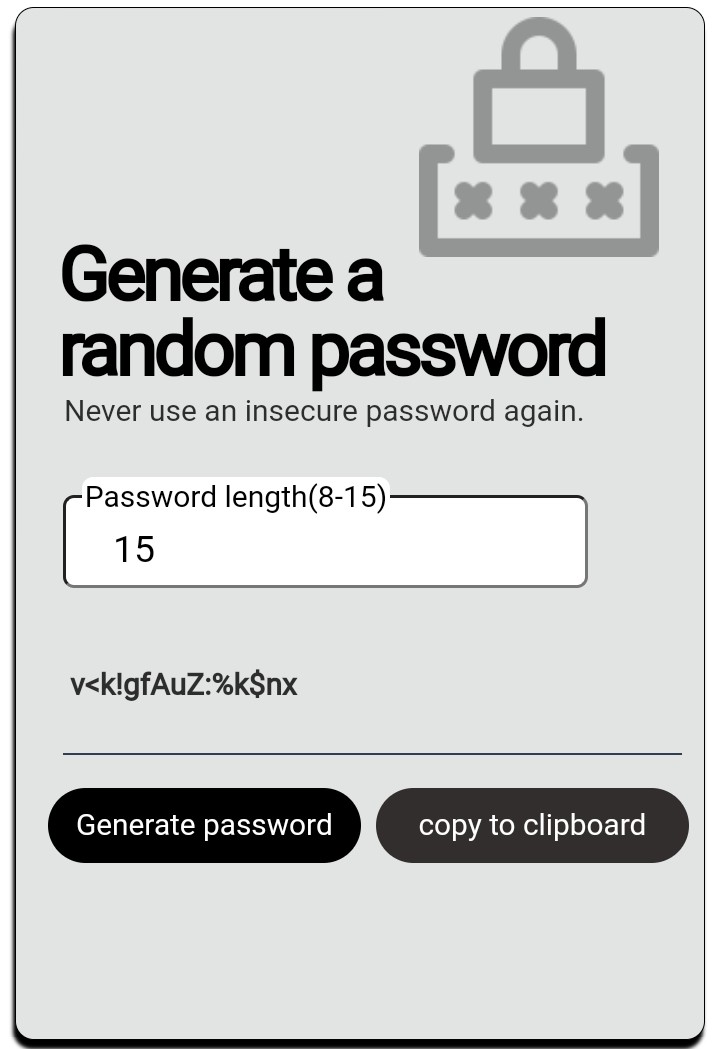 Generate a
random password
Never use an insecure password again.
Password length(8-15)
15
v<k!gfAuZ:%k$nx
Generate password
copy to clipboard